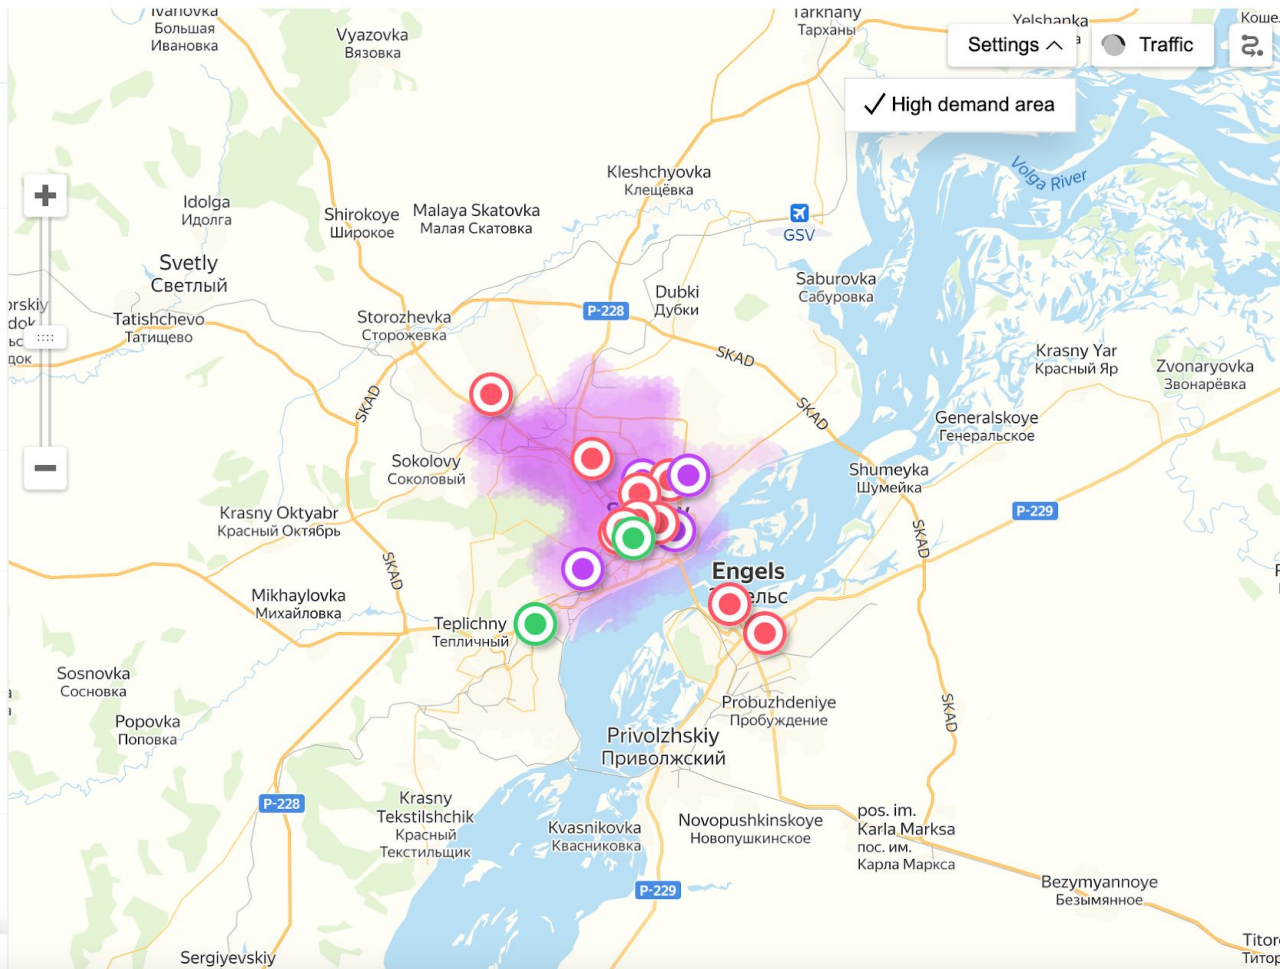 Ivanovka
Большая
Ивановка
Vyazovka
Вязовка
Tarkhany
Тарханы
Yelshanka
Settings
Traffic
High demand area
Volga River
Kleshchyovka
Клещёвка
GSV
Idolga
Идолга
Shirokoye
Широкое
Malaya Skatovka
Малая Скатовка
Svetly
Светлый
Saburovka
Сабуровка
Dubki
Дубки
P-228
Tatishchevo
Татищево
Storozhevka
Сторожевка
SKAD
SKAD
SKAD
Krasny Yar
Красный Яр
Zvonaryovka
Звонарёвка
Generalskoye
Генеральское
Sokolovy
Соколовый
Shumeyka
Шумейка
Krasny Oktyabr
Красный Октябрь
P-229
SKAD
SKAD
Engels
Mikhaylovka
Михайловка
Teplichny
Тепличный
Sosnovka
Сосновка
Popovka
Поповка
Probuzhdeniye
Пробуждение
SKAD
Privolzhskiy
Приволжский
P-228
Krasny
Tekstilshchik
Красный
Текстильщик
Kvasnikovka
Квасниковка
Novopushkinskoye
Новопушкинское
pos. im.
Karla Marksa
пос. им.
Карла Маркса
P-229
Bezymyannoye
Безымянное
Sergiyevskiy